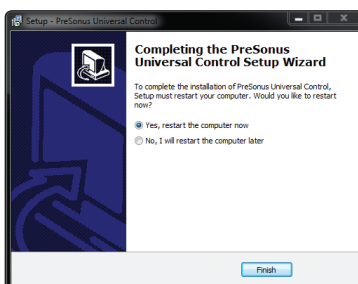 Setup - PreSonus Universal Control
Completing the PreSonus
Universal Control Setup Wizard
To complete the installation of PreSonus Universal Control,
Setup must restart your computer. Would you like to restart
now?
Yes, restart the computer now
No, I will restart the computer later
Finish